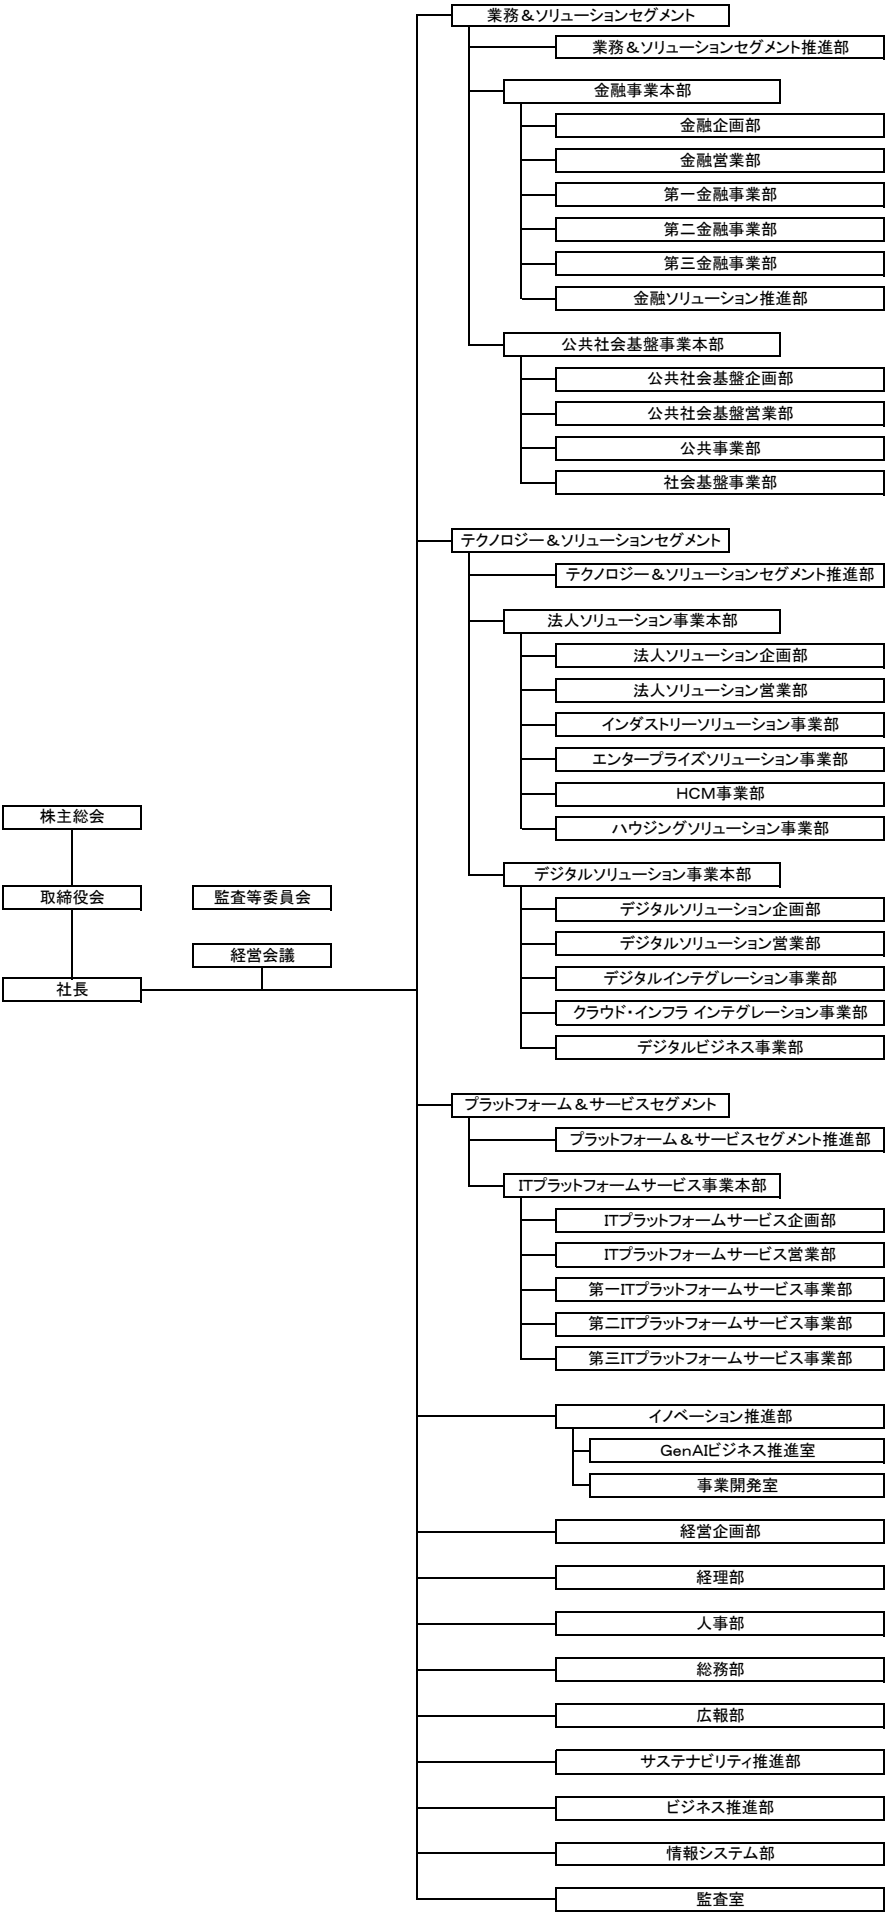 株主総会
取締役会
監査等委員会
経営会議
社長
業務＆ソリューションセグメント
業務＆ソリューションセグメント推進部
金融事業本部
金融企画部
金融営業部
第一金融事業部
第二金融事業部
第三金融事業部
金融ソリューション推進部
公共社会基盤事業本部
公共社会基盤企画部
公共社会基盤営業部
公共事業部
社会基盤事業部
テクノロジー＆ソリューションセグメント
テクノロジー＆ソリューションセグメント推進部
法人ソリューション事業本部
法人ソリューション企画部
法人ソリューション営業部
インダストリーソリューション事業部
エンタープライズソリューション事業部
HCM事業部
ハウジングソリューション事業部
デジタルソリューション事業本部
デジタルソリューション企画部
デジタルソリューション営業部
デジタルインテグレーション事業部
クラウド・インフラ インテグレーション事業部
デジタルビジネス事業部
プラットフォーム＆サービスセグメント
プラットフォーム＆サービスセグメント推進部
ITプラットフォームサービス事業本部
ITプラットフォームサービス企画部
ITプラットフォームサービス営業部
第一ITプラットフォームサービス事業部
第二ITプラットフォームサービス事業部
第三ITプラットフォームサービス事業部
イノベーション推進部
GenAIビジネス推進室
事業開発室
経営企画部
経理部
人事部
総務部
広報部
サステナビリティ推進部
ビジネス推進部
情報システム部
監査室